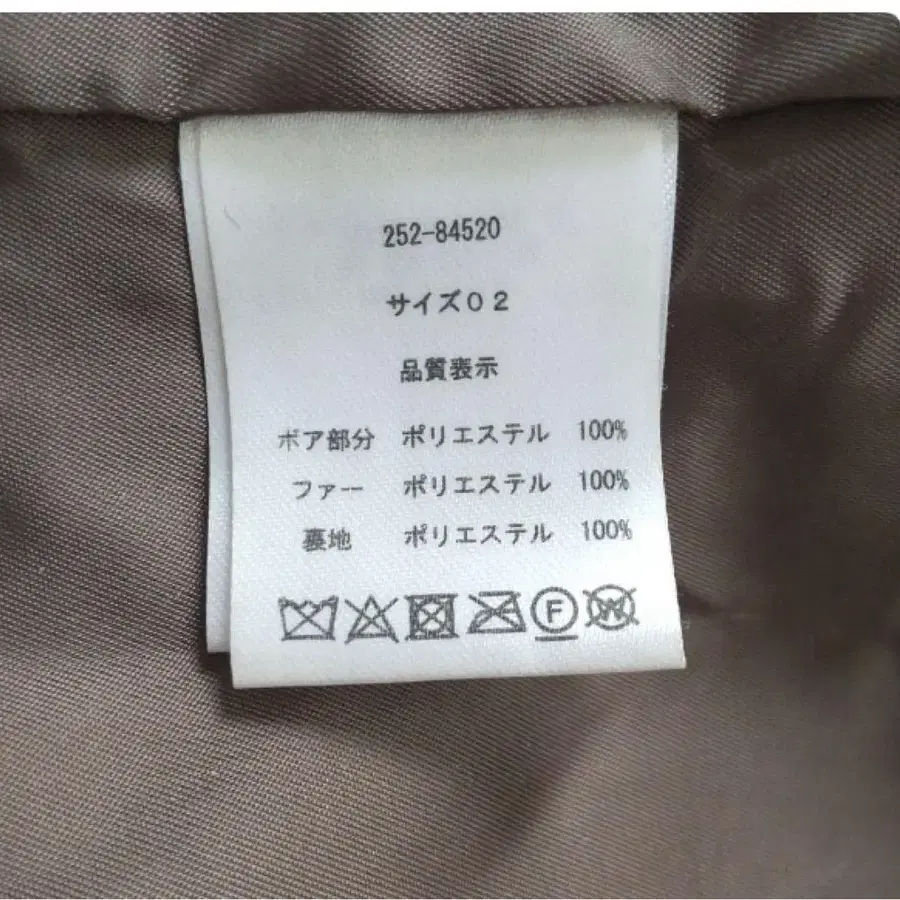 252-84520
サイズ02
品質表示
ボア部分 ポリエステル 100%
ファー ポリエステル 100%
裏地 ポリエステル 100%
F W